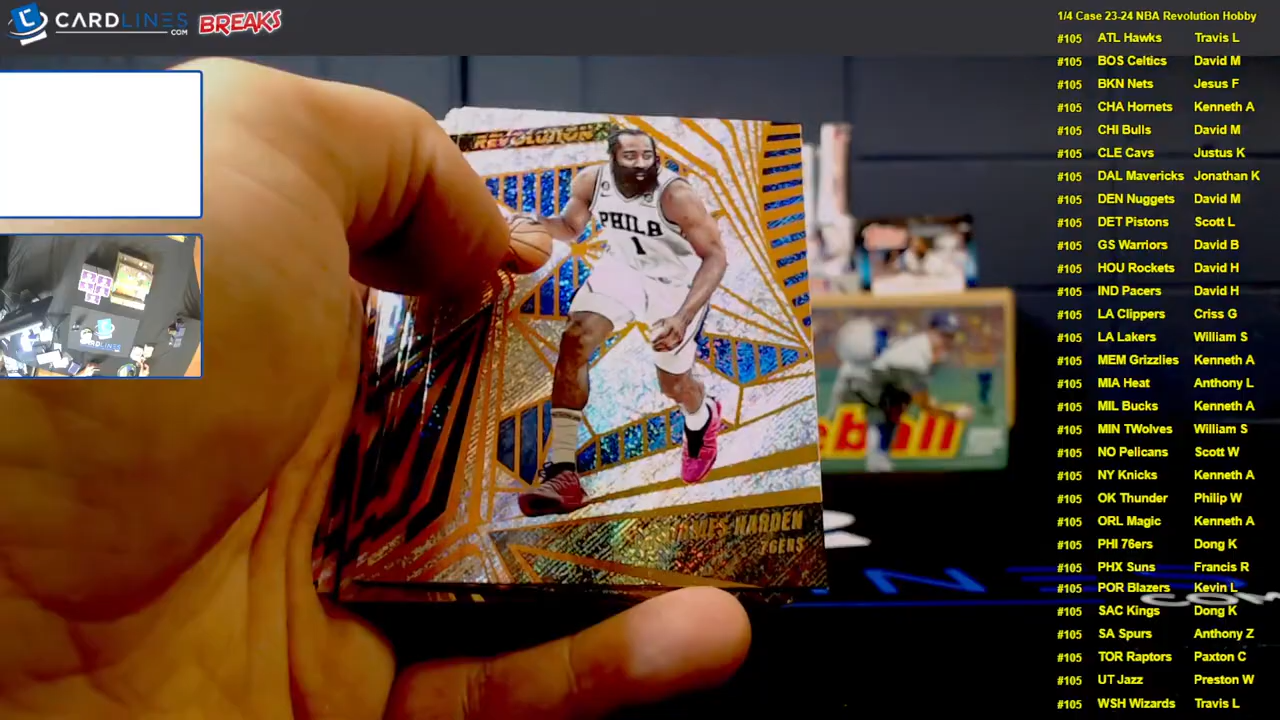 CARDLINES
.COM
BREAKS
1/4 Case 23-24 NBA Revolution Hobby
#105 ATL Hawks Travis L
#105 BOS Celtics David M
#105 BKN Nets Jesus F
#105 CHA Hornets Kenneth A
#105 CHI Bulls David M
#105 CLE Cavs Justus K
#105 DAL Mavericks Jonathan K
#105 DEN Nuggets David M
#105 DET Pistons Scott L
#105 GS Warriors David B
#105 HOU Rockets David H
#105 IND Pacers David H
#105 LA Clippers Criss G
#105 LA Lakers William S
#105 MEM Grizzlies Kenneth A
#105 MIA Heat Anthony L
#105 MIL Bucks Kenneth A
#105 MIN TWolves William S
#105 NO Pelicans Scott W
#105 NY Knicks Kenneth A
#105 OK Thunder Philip W
#105 ORL Magic Kenneth A
#105 PHI 76ers Dong K
#105 PHX Suns Francis R
#105 POR Blazers Kevin L
#105 SAC Kings Dong K
#105 SA Spurs Anthony Z
#105 TOR Raptors Paxton C
#105 UT Jazz Preston W
#105 WSH Wizards Travis L
REVOLUTION
PHILA
1
JAMES HARDEN
76ERS